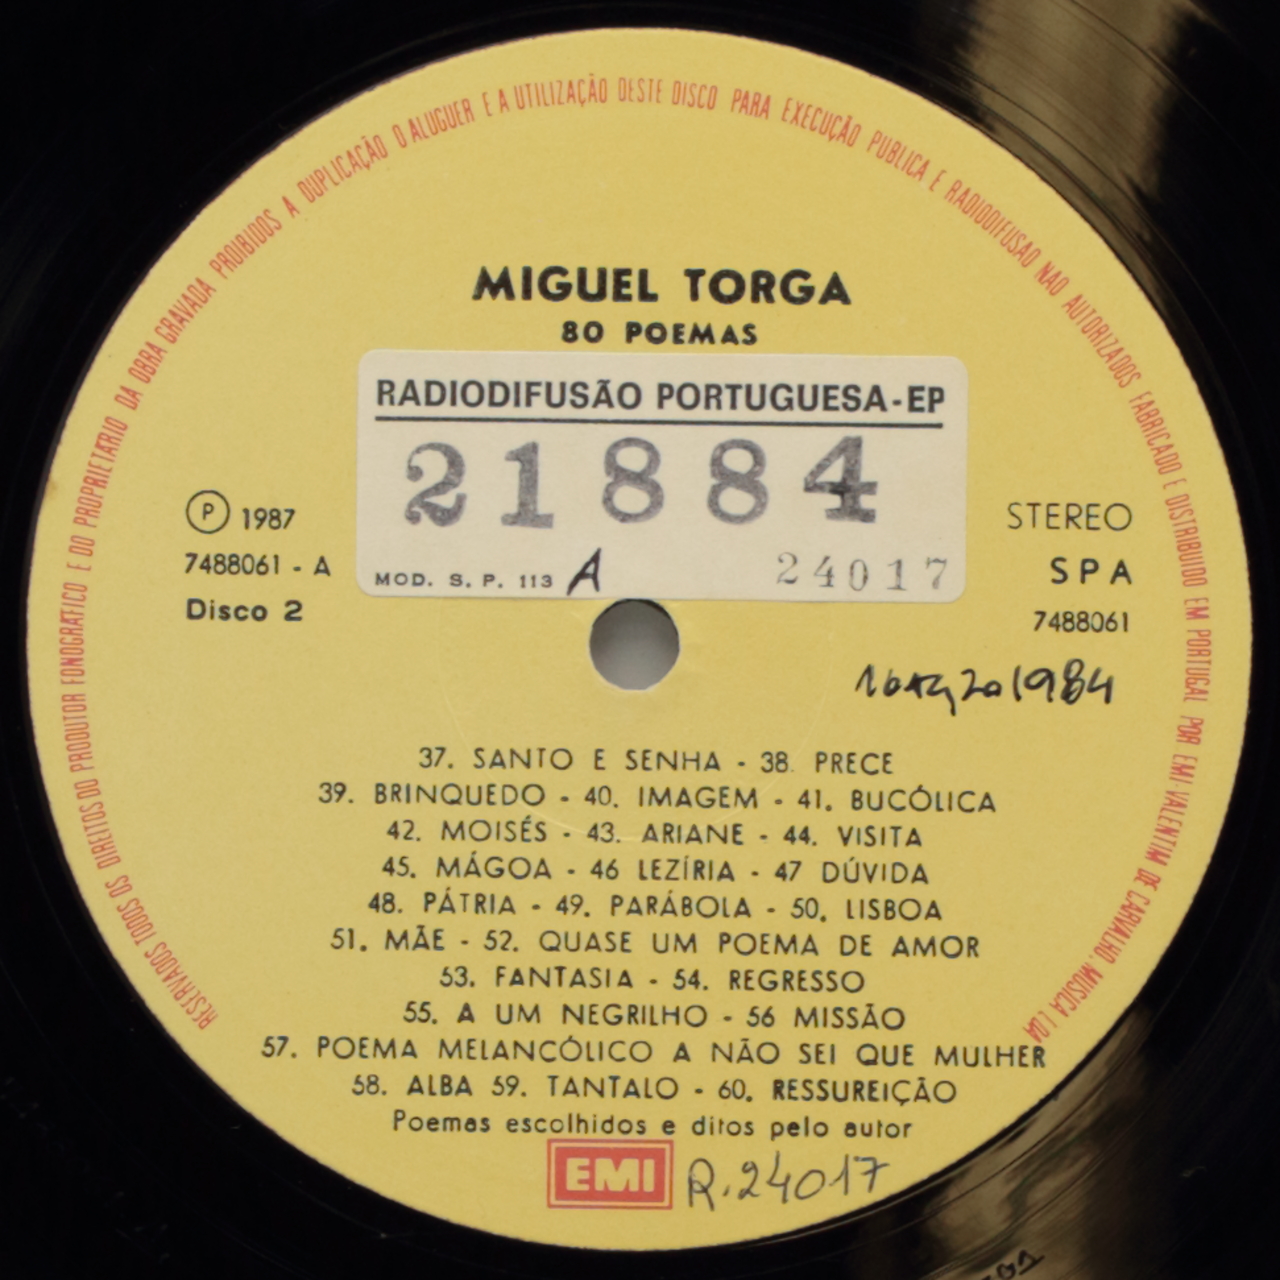 RESERVADOS TODOS OS DIREITOS DO PRODUTOR FONOGRAFICO E DO PROPRIETARIO DA OBRA GRAVADA PROIBIDOS A DUPLICAÇÃO O ALUGUER E A UTILIZAÇÃO DESTE DISCO PARA EXECUÇÃO PUBLICA E RADIODIFUSAO NAO AUTORIZADOS FABRICADO E DISTRIBUIDO EM PORTUGAL POR EMI-VALENTIM DE CARVALHO, MUSICA LDA
MIGUEL TORGA
80 POEMAS
RADIODIFUSÃO PORTUGUESA-EP
21884
MOD. S. P. 113 A 24017
Ⓟ 1987
7488061 - A
Disco 2
STEREO
SPA
7488061
1984
37. SANTO E SENHA - 38. PRECE
39. BRINQUEDO - 40. IMAGEM - 41. BUCÓLICA
42. MOISÉS - 43. ARIANE - 44. VISITA
45. MÁGOA - 46 LEZÍRIA - 47 DÚVIDA
48. PÁTRIA - 49. PARÁBOLA - 50. LISBOA
51. MÃE - 52. QUASE UM POEMA DE AMOR
53. FANTASIA - 54. REGRESSO
55. A UM NEGRILHO - 56 MISSÃO
57. POEMA MELANCÓLICO A NÃO SEI QUE MULHER
58. ALBA 59. TANTALO - 60. RESSUREIÇÃO
Poemas escolhidos e ditos pelo autor
EMI R.24017